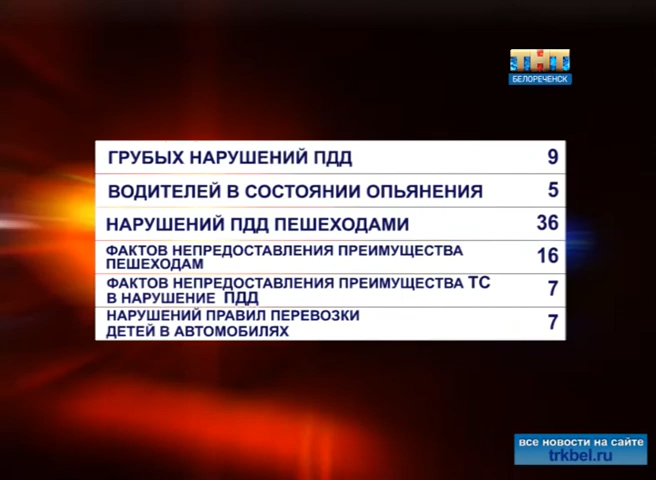 ТНТ
БЕЛОРЕЧЕНСК
ГРУБЫХ НАРУШЕНИЙ ПДД 9
ВОДИТЕЛЕЙ В СОСТОЯНИИ ОПЬЯНЕНИЯ 5
НАРУШЕНИЙ ПДД ПЕШЕХОДАМИ 36
ФАКТОВ НЕПРЕДОСТАВЛЕНИЯ ПРЕИМУЩЕСТВА
ПЕШЕХОДАМ 16
ФАКТОВ НЕПРЕДОСТАВЛЕНИЯ ПРЕИМУЩЕСТВА ТС
В НАРУШЕНИЕ ПДД 7
НАРУШЕНИЙ ПРАВИЛ ПЕРЕВОЗКИ
ДЕТЕЙ В АВТОМОБИЛЯХ 7
все новости на сайте
trkbel.ru